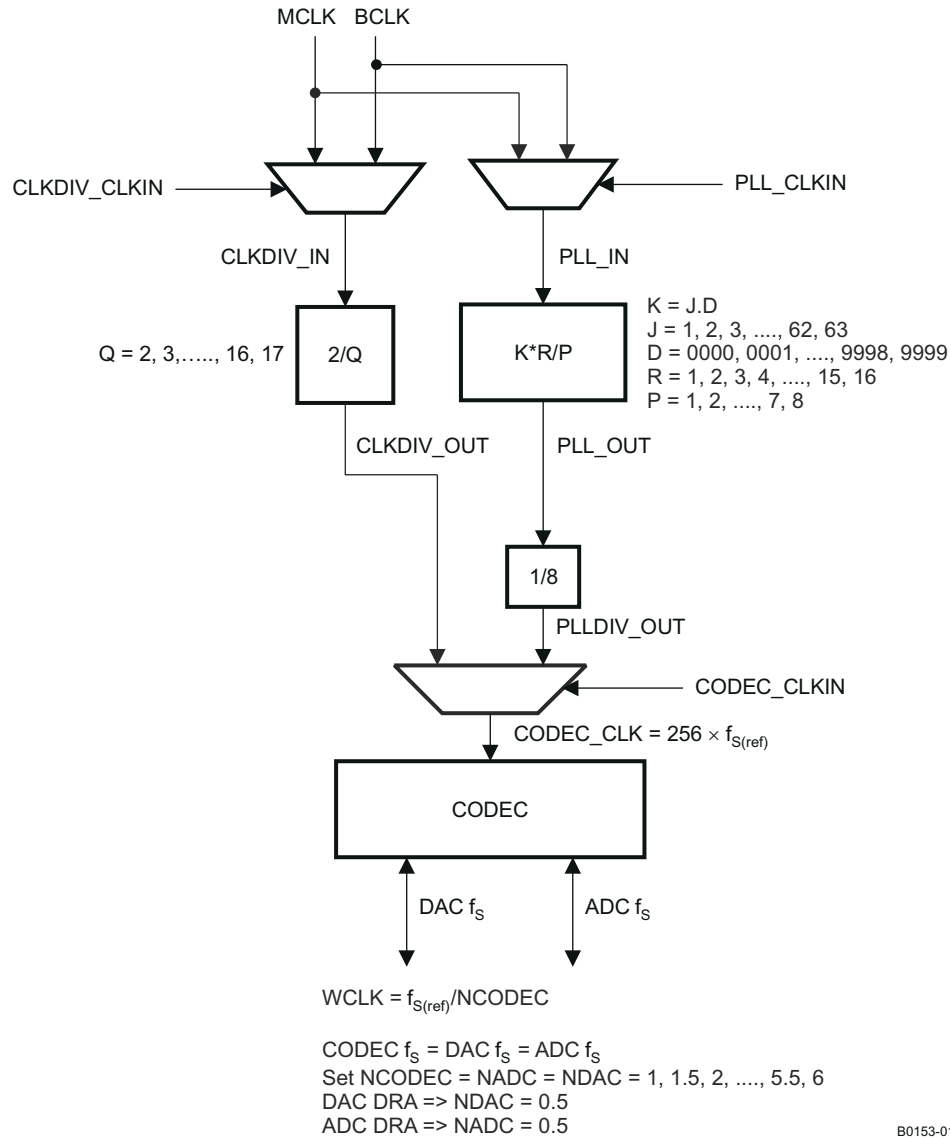 MCLK BCLK
CLKDIV_CLKIN
PLL_CLKIN
CLKDIV_IN
PLL_IN
Q = 2, 3,....., 16, 17
2/Q
K*R/P
K = J.D
J = 1, 2, 3, ...., 62, 63
D = 0000, 0001, ...., 9998, 9999
R = 1, 2, 3, 4, ...., 15, 16
P = 1, 2, ...., 7, 8
CLKDIV_OUT
PLL_OUT
1/8
PLLDIV_OUT
CODEC_CLKIN
CODEC_CLK = 256 × fS(ref)
CODEC
DAC fS
ADC fS
WCLK = fS(ref)/NCODEC
CODEC fS = DAC fS = ADC fS
Set NCODEC = NADC = NDAC = 1, 1.5, 2, ...., 5.5, 6
DAC DRA => NDAC = 0.5
ADC DRA => NADC = 0.5